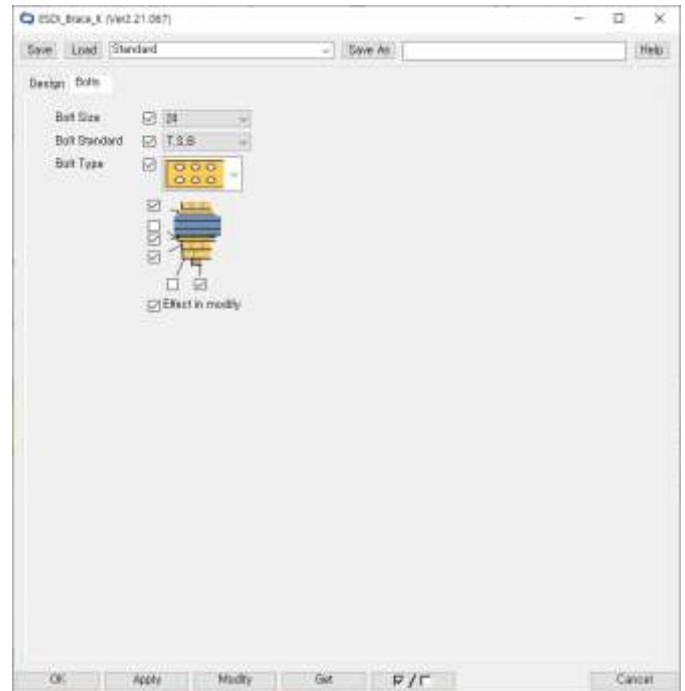 ESDI_Brace_K (Ver2.21.067)
Save Load Standard Save As Help
Design Bolts
Bolt Size 24
Bolt Standard T.S.B
Bolt Type
Effect in modify
OK Apply Modify Get / Cancel